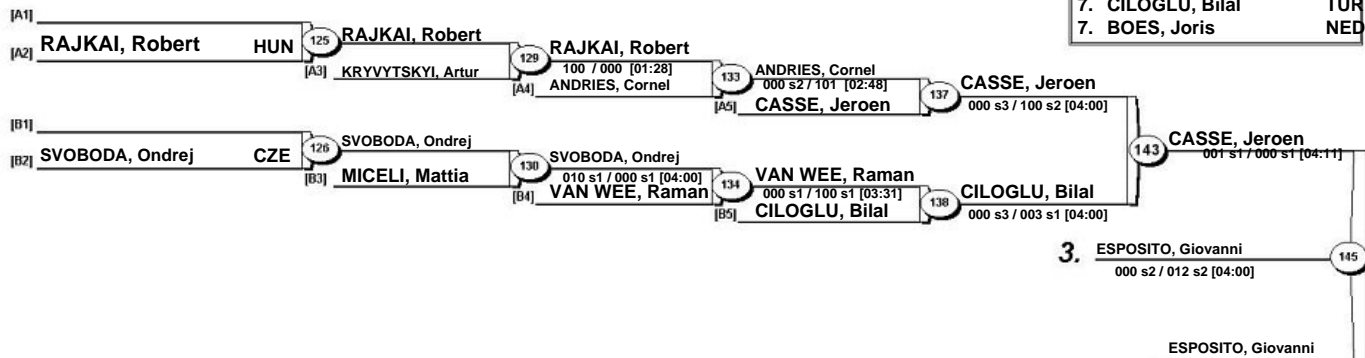 7. CILOGLU, Bilal TUR
7. BOES, Joris NED
[A1]
[A2] RAJKAI, Robert HUN
125
RAJKAI, Robert
[A3] KRYVYTSKYI, Artur
129
RAJKAI, Robert
100 / 000 [01:28]
[A4] ANDRIES, Cornel
133
ANDRIES, Cornel
000 s2 / 101 [02:48]
[A5] CASSE, Jeroen
137
CASSE, Jeroen
000 s3 / 100 s2 [04:00]
[B1]
[B2] SVOBODA, Ondrej CZE
126
SVOBODA, Ondrej
[B3] MICELI, Mattia
130
SVOBODA, Ondrej
010 s1 / 000 s1 [04:00]
[B4] VAN WEE, Raman
134
VAN WEE, Raman
000 s1 / 100 s1 [03:31]
[B5] CILOGLU, Bilal
138
CILOGLU, Bilal
000 s3 / 003 s1 [04:00]
143
CASSE, Jeroen
001 s1 / 000 s1 [04:11]
3. ESPOSITO, Giovanni
000 s2 / 012 s2 [04:00]
145
ESPOSITO, Giovanni